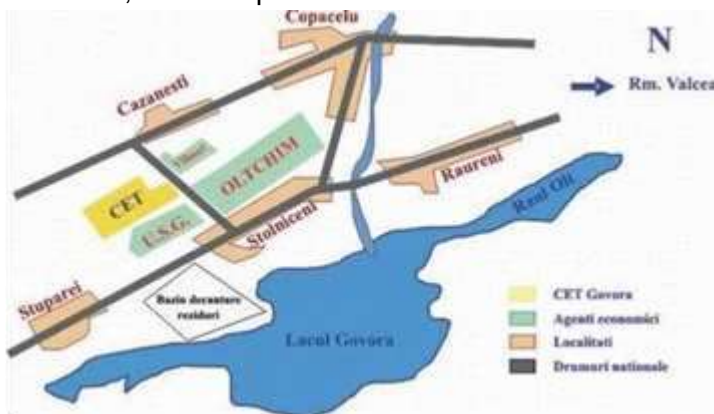 Copacelu
N
Rm. Valcea
Cazanesti
OLTCHIM
CET
U.S.G.
Stolniceni
Raureni
Raul Olt
Stuparei
Bazin decantare
reziduri
Lacul Govora
CET Govora
Agenti economici
Localitati
Drumuri nationale